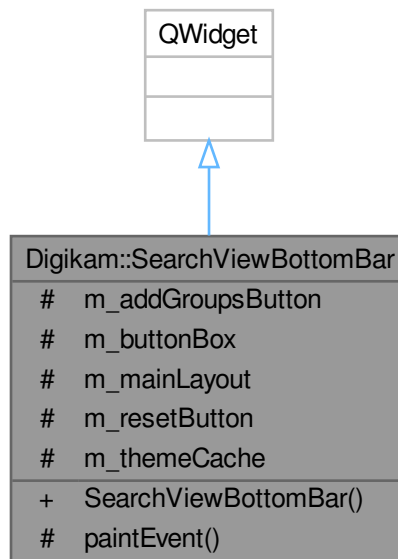 QWidget
Digikam::SearchViewBottomBar
# m_addGroupsButton
# m_buttonBox
# m_mainLayout
# m_resetButton
# m_themeCache
+ SearchViewBottomBar()
# paintEvent()